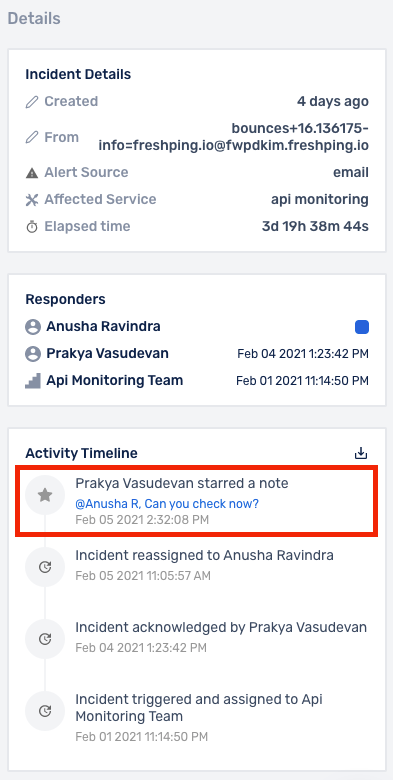 Details
Incident Details
Created 4 days ago
From bounces+16.136175-
info=freshping.io@fwpdkim.freshping.io
Alert Source email
Affected Service api monitoring
Elapsed time 3d 19h 38m 44s
Responders
Anusha Ravindra
Prakya Vasudevan Feb 04 2021 1:23:42 PM
Api Monitoring Team Feb 01 2021 11:14:50 PM
Activity Timeline
Prakya Vasudevan starred a note
@Anusha R, Can you check now?
Feb 05 2021 2:32:08 PM
Incident reassigned to Anusha Ravindra
Feb 05 2021 11:05:57 AM
Incident acknowledged by Prakya Vasudevan
Feb 04 2021 1:23:42 PM
Incident triggered and assigned to Api
Monitoring Team
Feb 01 2021 11:14:50 PM